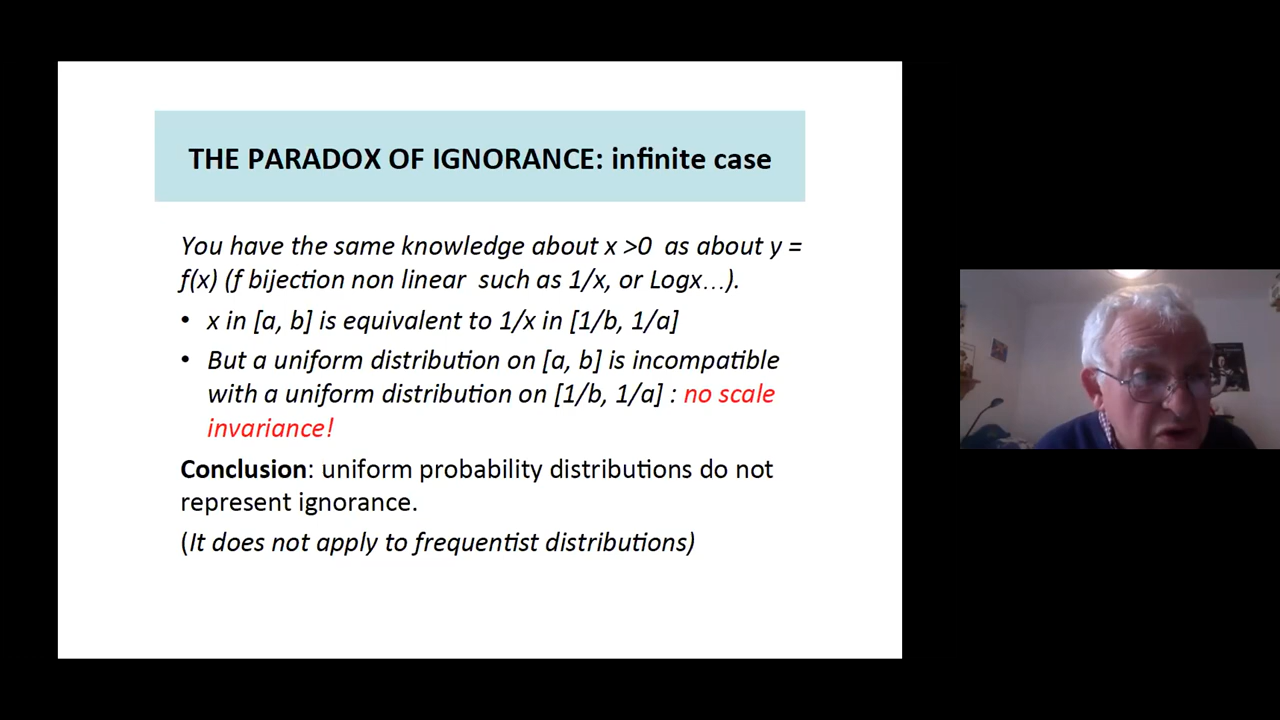 THE PARADOX OF IGNORANCE: infinite case
You have the same knowledge about x >0 as about y =
f(x) (f bijection non linear such as 1/x, or Logx…).
• x in [a, b] is equivalent to 1/x in [1/b, 1/a]
• But a uniform distribution on [a, b] is incompatible
with a uniform distribution on [1/b, 1/a] : no scale
invariance!
Conclusion: uniform probability distributions do not
represent ignorance.
(It does not apply to frequentist distributions)